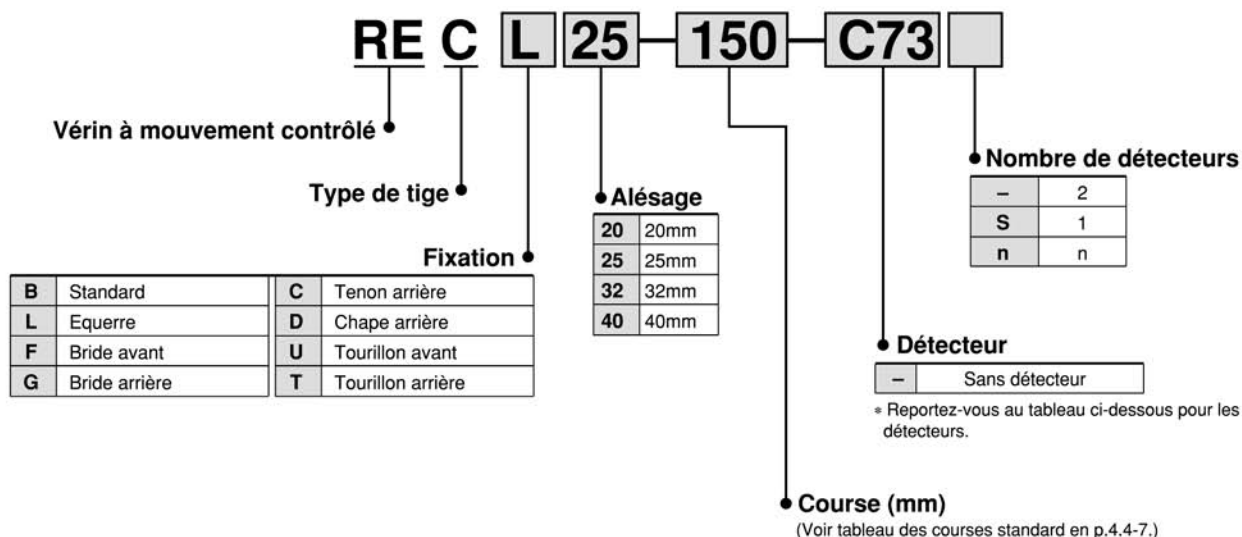 RE C L 25 — 150 — C73
Vérin à mouvement contrôlé
Type de tige
Fixation
B Standard C Tenon arrière
L Equerre D Chape arrière
F Bride avant U Tourillon avant
G Bride arrière T Tourillon arrière
Alésage
20 20mm
25 25mm
32 32mm
40 40mm
Nombre de détecteurs
– 2
S 1
n n
Détecteur
– Sans détecteur
* Reportez-vous au tableau ci-dessous pour les
détecteurs.
Course (mm)
(Voir tableau des courses standard en p.4.4-7.)